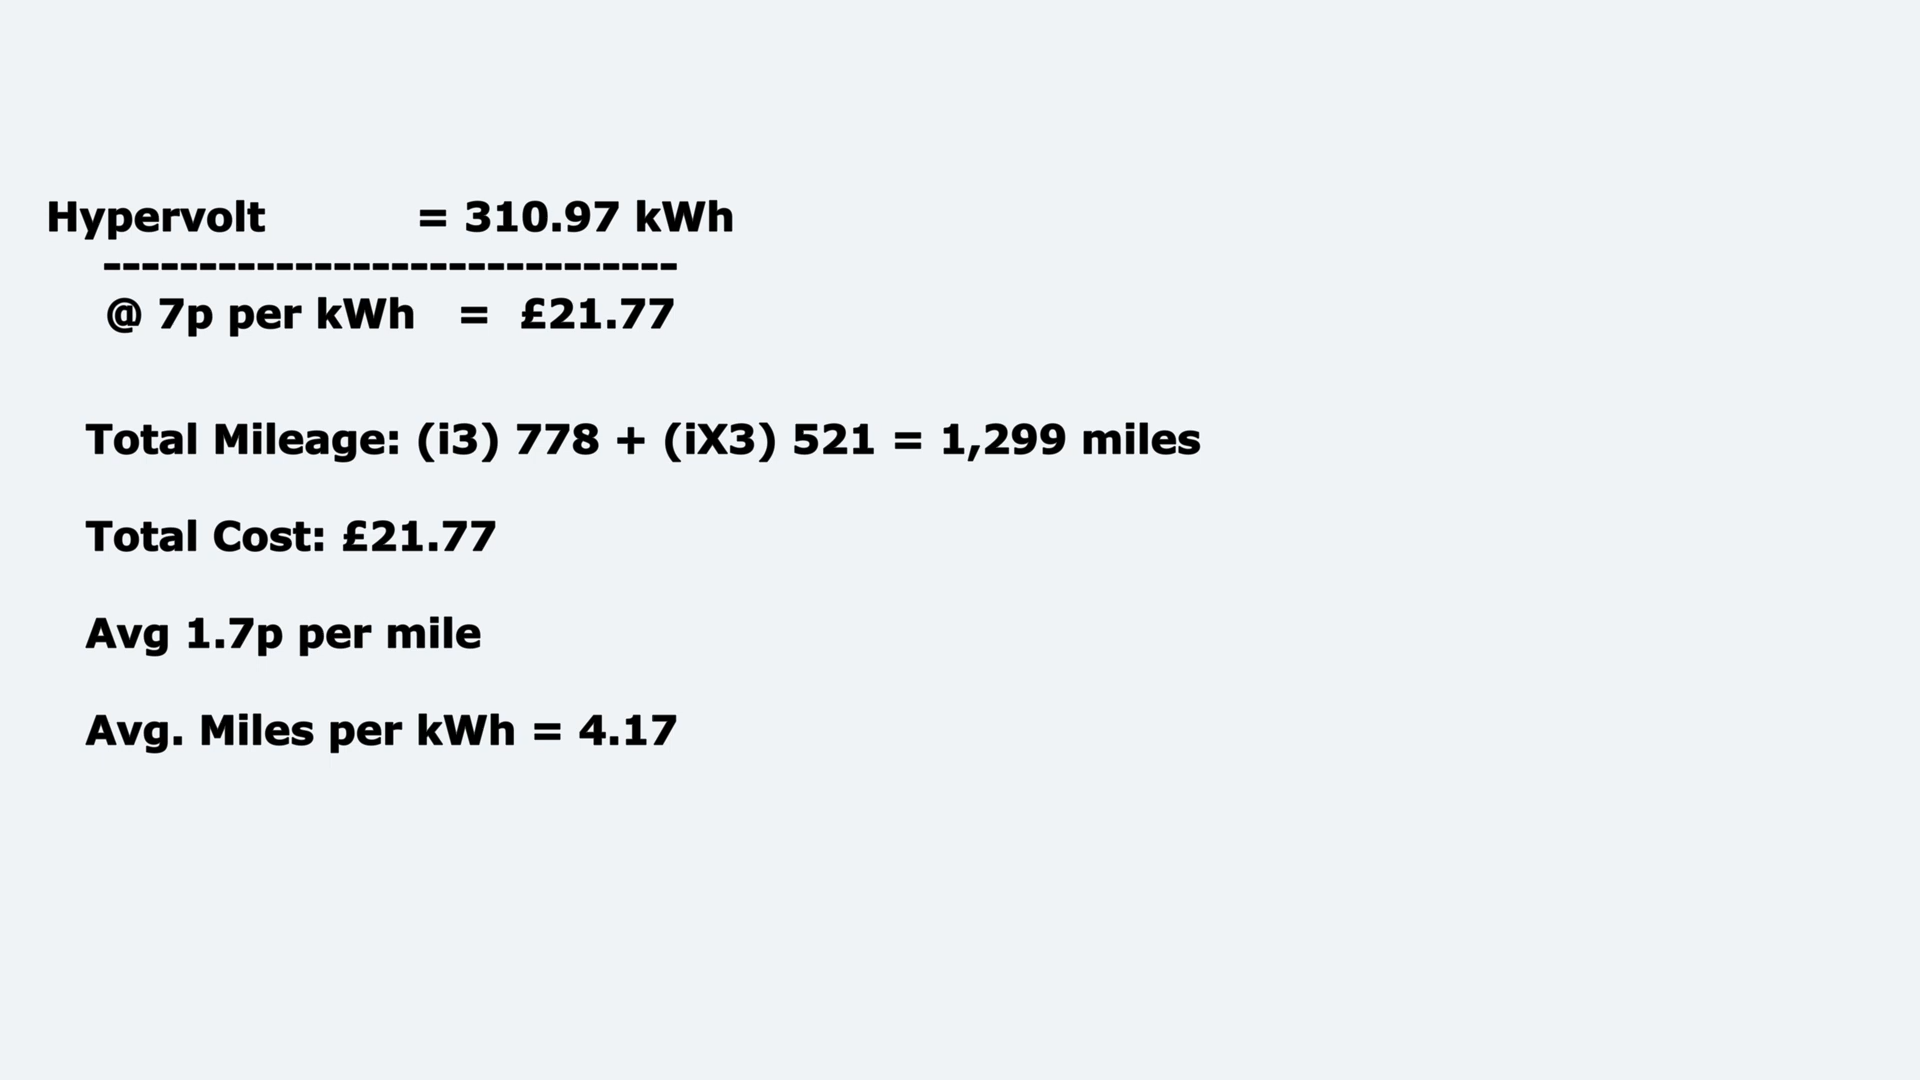 Hypervolt = 310.97 kWh
------------------------------
@ 7p per kWh = £21.77
Total Mileage: (i3) 778 + (iX3) 521 = 1,299 miles
Total Cost: £21.77
Avg 1.7p per mile
Avg. Miles per kWh = 4.17